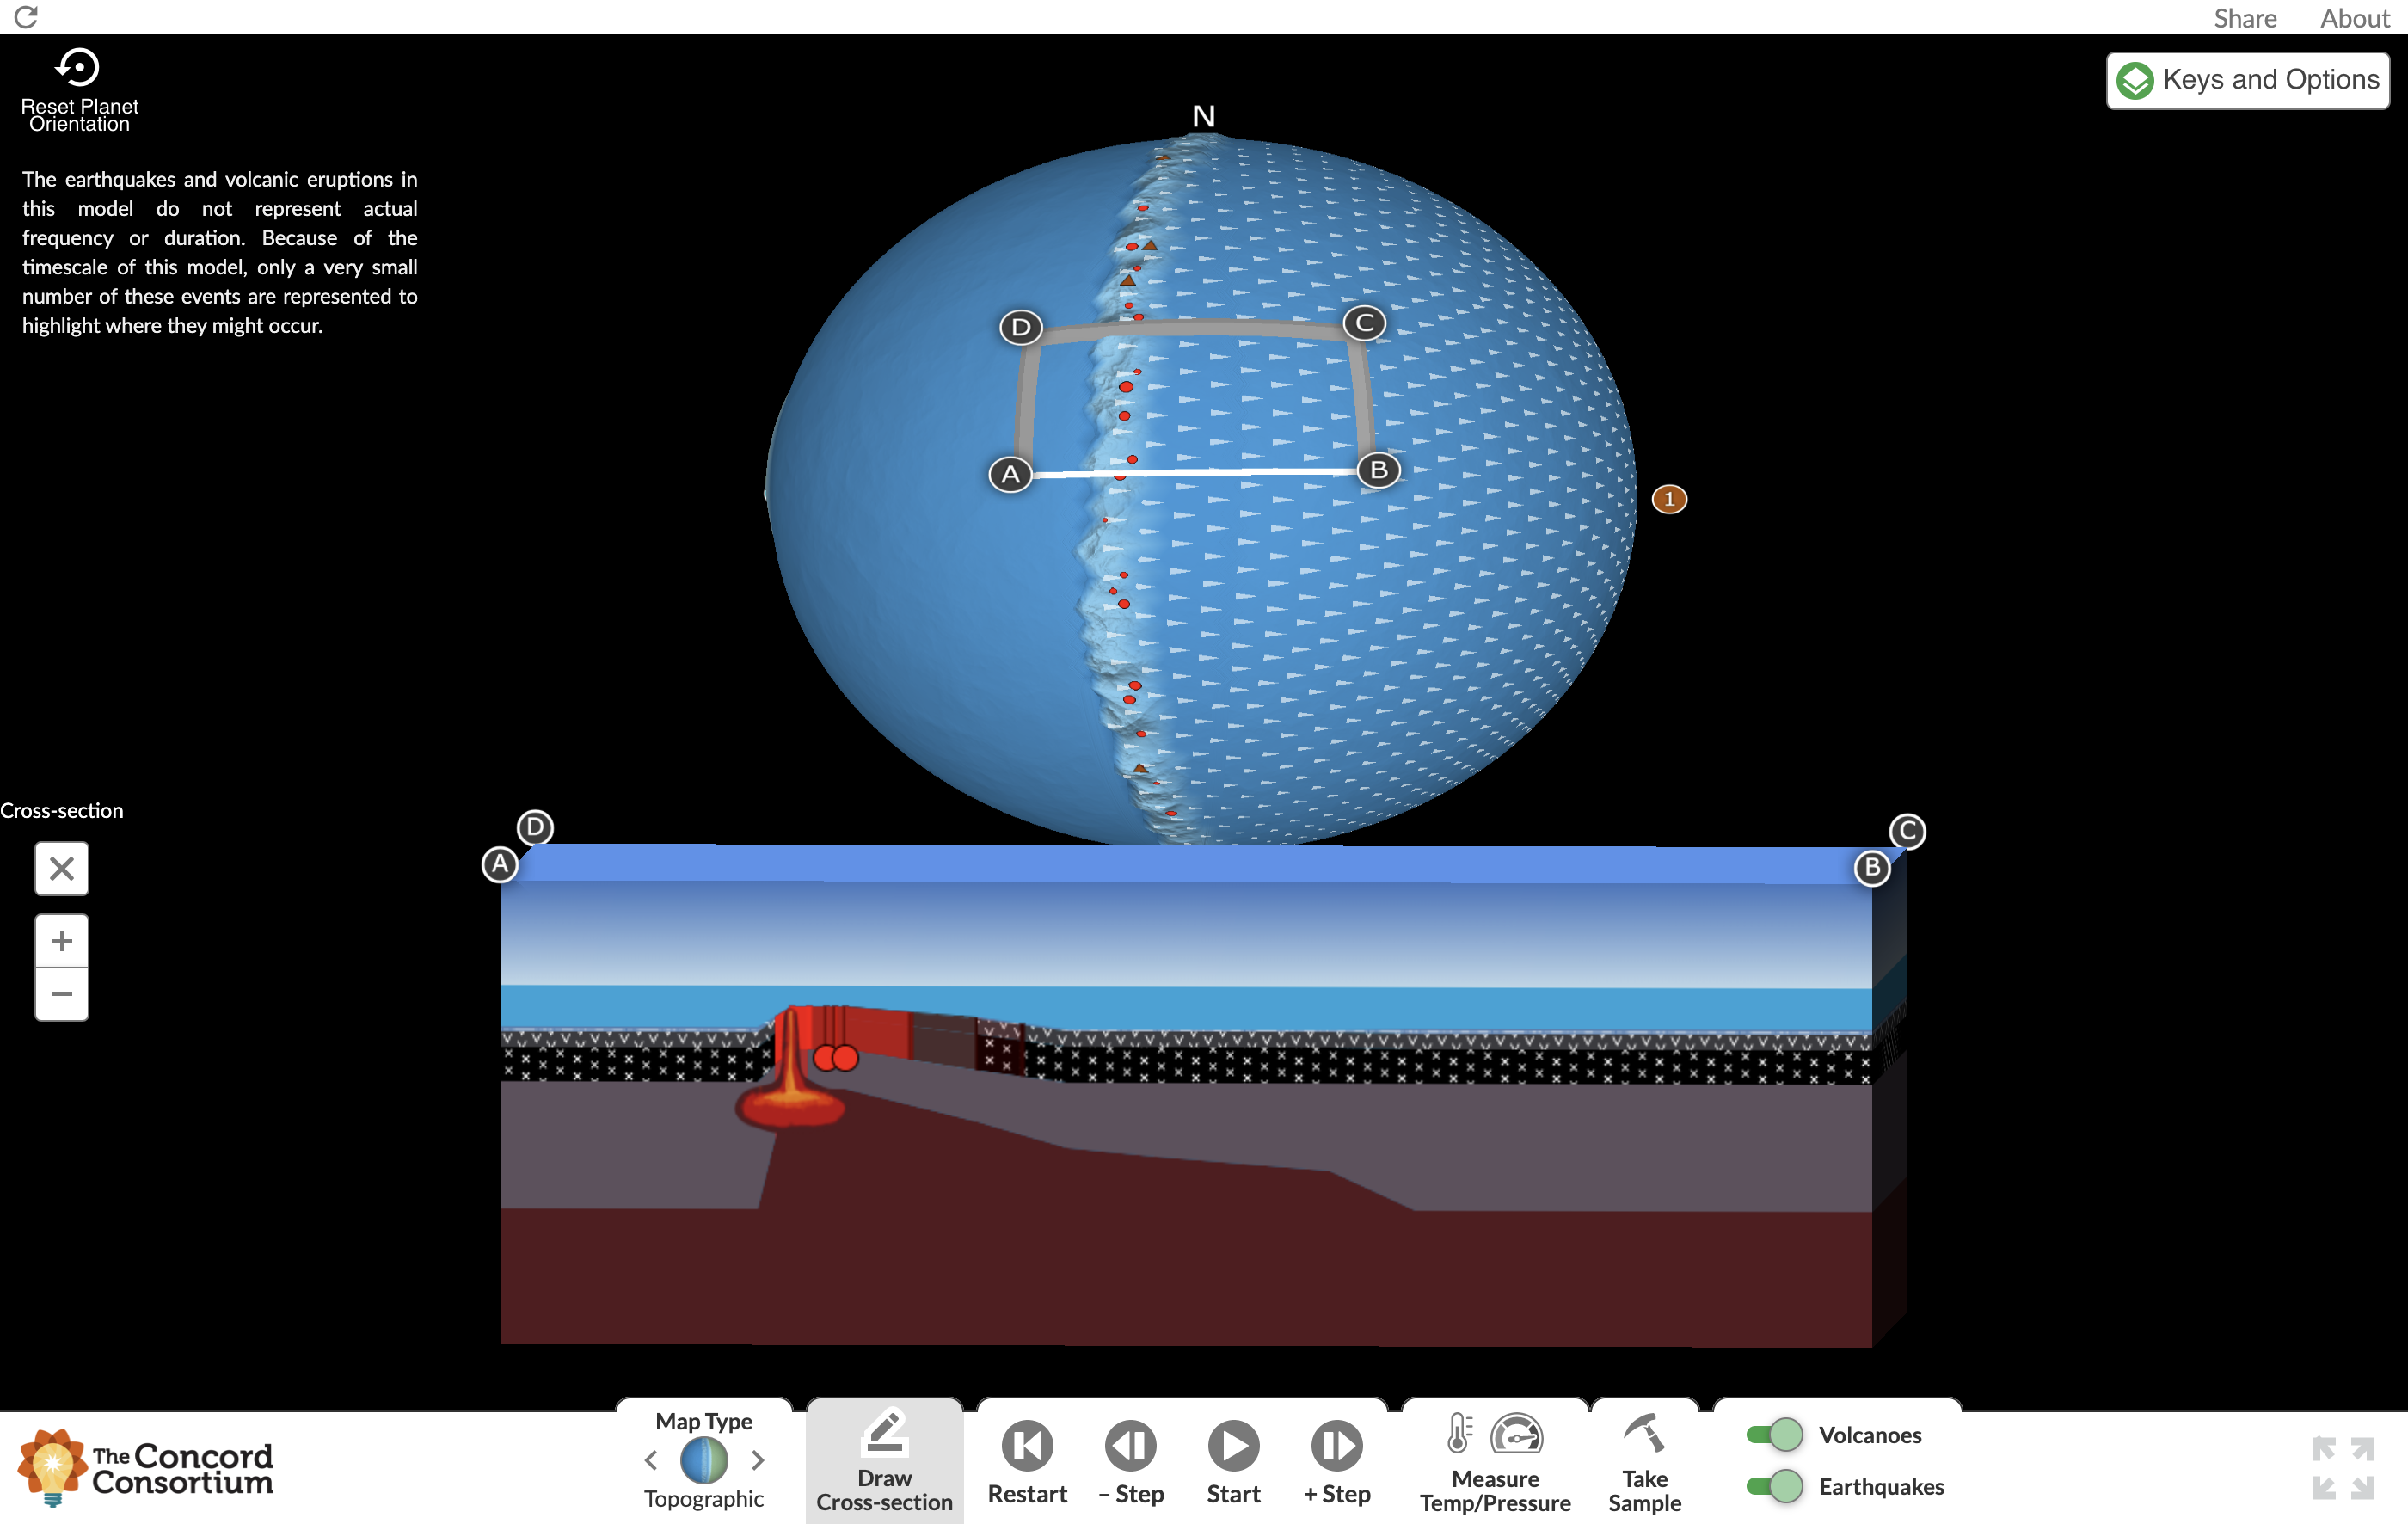 Share About
Reset Planet
Orientation
Keys and Options
N
The earthquakes and volcanic eruptions in
this model do not represent actual
frequency or duration. Because of the
timescale of this model, only a very small
number of these events are represented to
highlight where they might occur.
D C
A B
1
Cross-section
D C
A B
+
−
Map Type
< >
Topographic
Draw
Cross-section
Restart
– Step
Start
+ Step
Measure
Temp/Pressure
Take
Sample
Volcanoes
Earthquakes
The Concord
Consortium